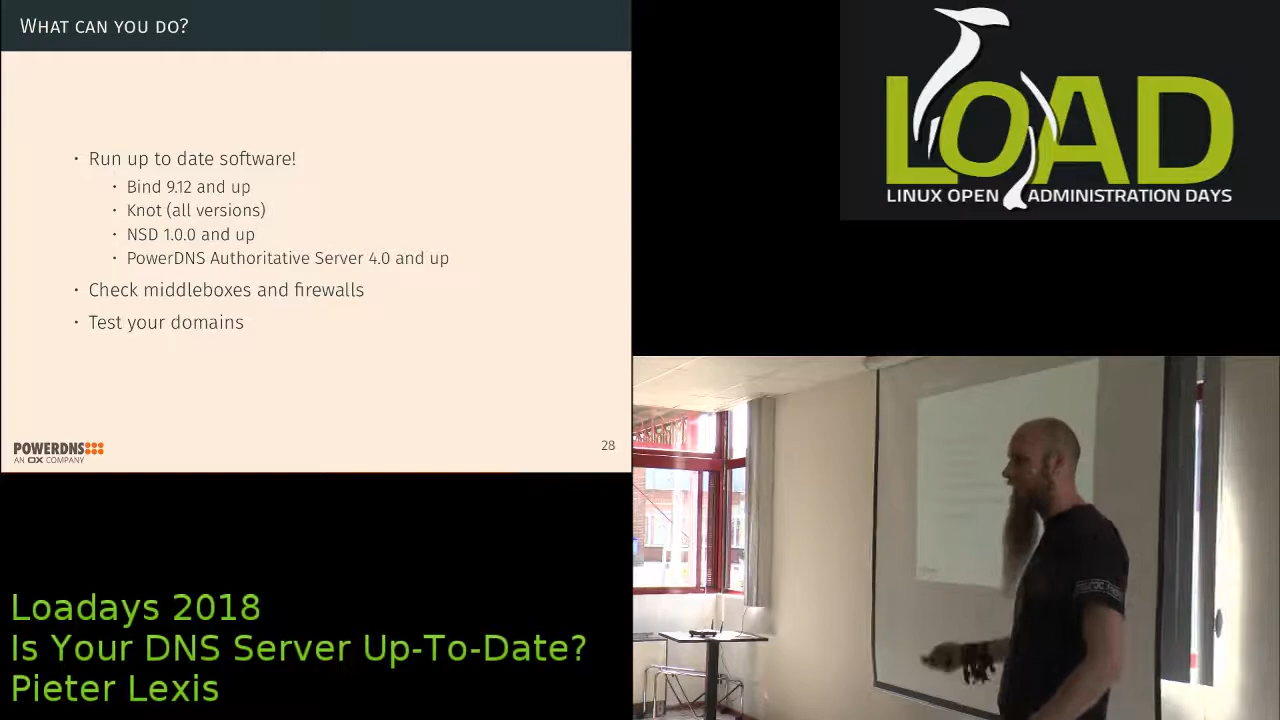 WHAT CAN YOU DO?
• Run up to date software!
• Bind 9.12 and up
• Knot (all versions)
• NSD 1.0.0 and up
• PowerDNS Authoritative Server 4.0 and up
• Check middleboxes and firewalls
• Test your domains
POWERDNS
AN OX COMPANY
28
LOAD
LINUX OPEN ADMINISTRATION DAYS
Loadays 2018
Is Your DNS Server Up-To-Date?
Pieter Lexis